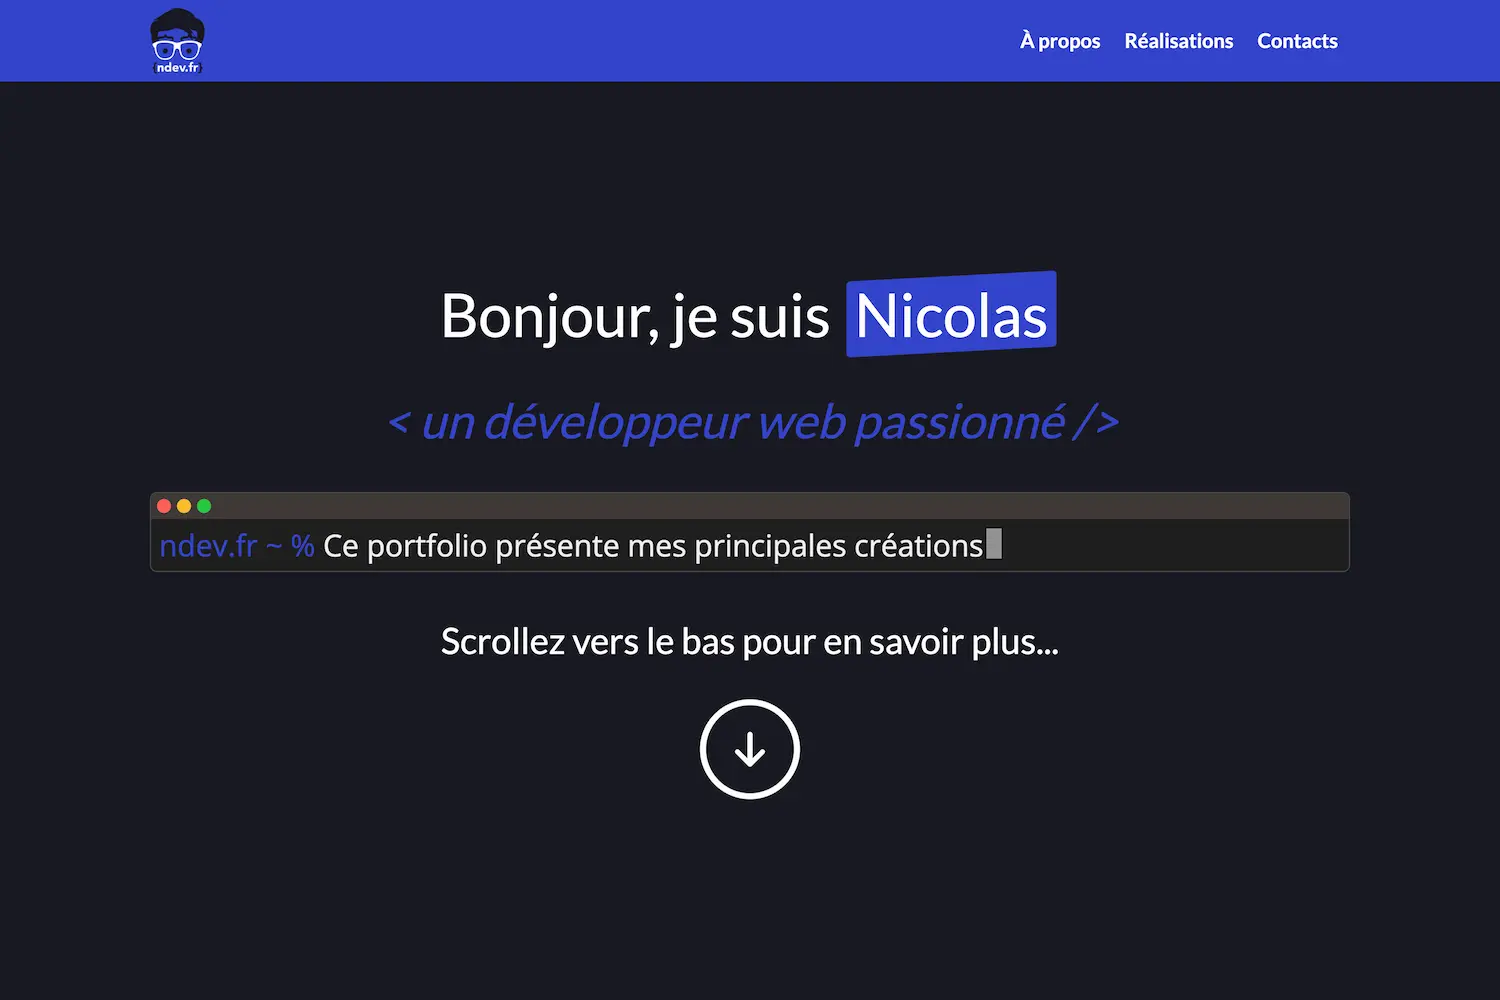 {ndev.fr}
À propos Réalisations Contacts
Bonjour, je suis Nicolas
< un développeur web passionné />
ndev.fr ~ % Ce portfolio présente mes principales créations
Scrollez vers le bas pour en savoir plus...